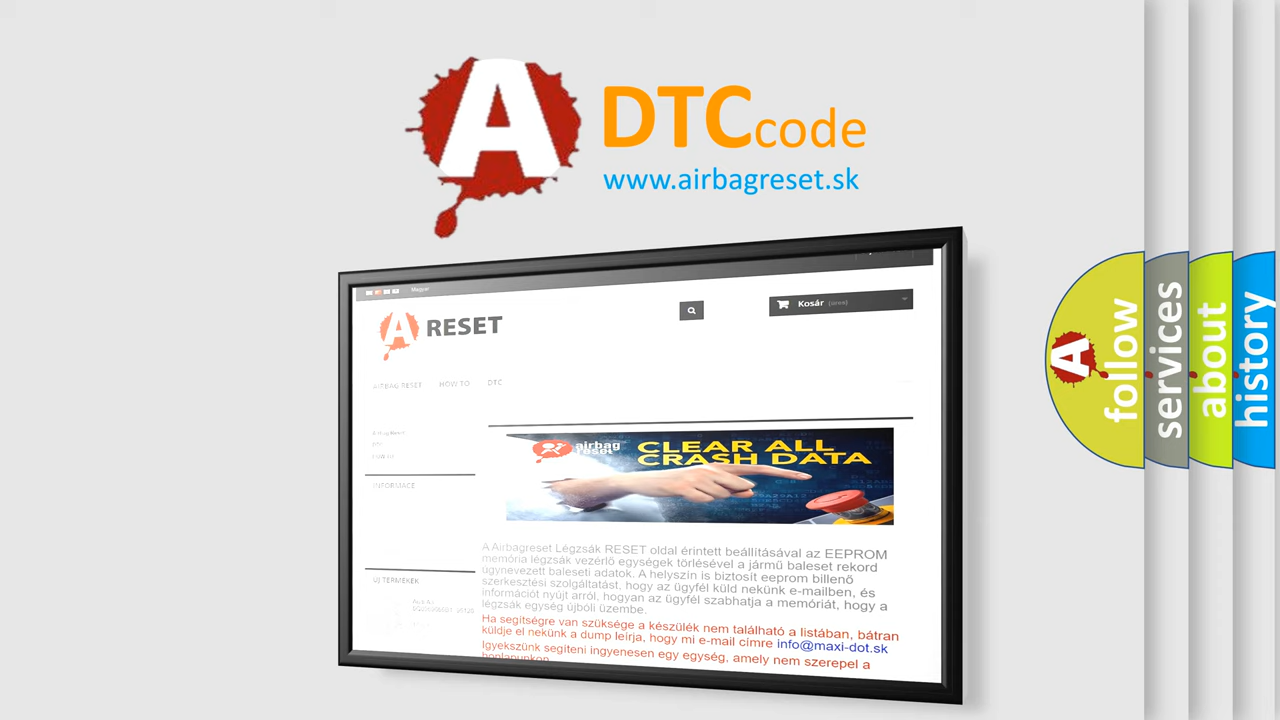 A DTC code
www.airbagreset.sk
Magyar
Kosár (üres)
A RESET
AIRBAG RESET HOW TO DTC
INFORMACE
ÚJ TERMÉKEK
airbag
reset
CLEAR ALL
CRASH DATA
A Airbagreset Légzsák RESET oldal érintett beállításával az EEPROM
memória légzsák vezérlő egységek törlésével a jármű baleset rekord
úgynevezett baleseti adatok. A helyszín is biztosít eeprom billenő
szerkesztési szolgáltatást, hogy az ügyfél küld nekünk e-mailben, és
információt nyújt arról, hogyan az ügyfél szabhatja a memóriát, hogy a
légzsák egység újbóli üzembe.
Ha segítségre van szüksége a készülék nem található a listában, bátran
küldje el nekünk a dump leírja, hogy mi e-mail címre info@maxi-dot.sk
Igyekszünk segíteni ingyenesen egy egység, amely nem szerepel a
honlapunkon
A
follow
services
about
history